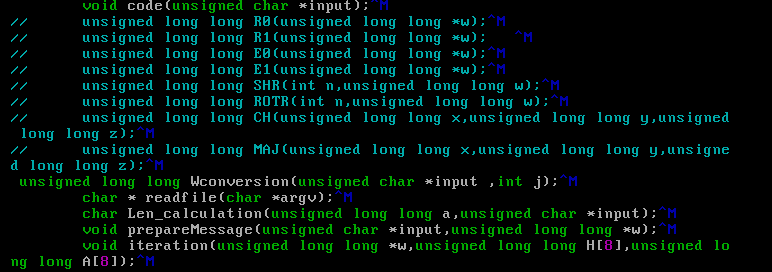 void code(unsigned char *input);^M
//      unsigned long long R0(unsigned long long *w);^M
//      unsigned long long R1(unsigned long long *w);   ^M
//      unsigned long long E0(unsigned long long *w);^M
//      unsigned long long E1(unsigned long long *w);^M
//      unsigned long long SHR(int n,unsigned long long w);^M
//      unsigned long long ROTR(int n,unsigned long long w);^M
//      unsigned long long CH(unsigned long long x,unsigned long long y,unsigned
 long long z);^M
//      unsigned long long MAJ(unsigned long long x,unsigned long long y,unsigne
d long long z);^M
 unsigned long long Wconversion(unsigned char *input ,int j);^M
        char * readfile(char *argv);^M
        char Len_calculation(unsigned long long a,unsigned char *input);^M
        void prepareMessage(unsigned char *input,unsigned long long *w);^M
        void iteration(unsigned long long *w,unsigned long long H[8],unsigned lo
ng long A[8]);^M